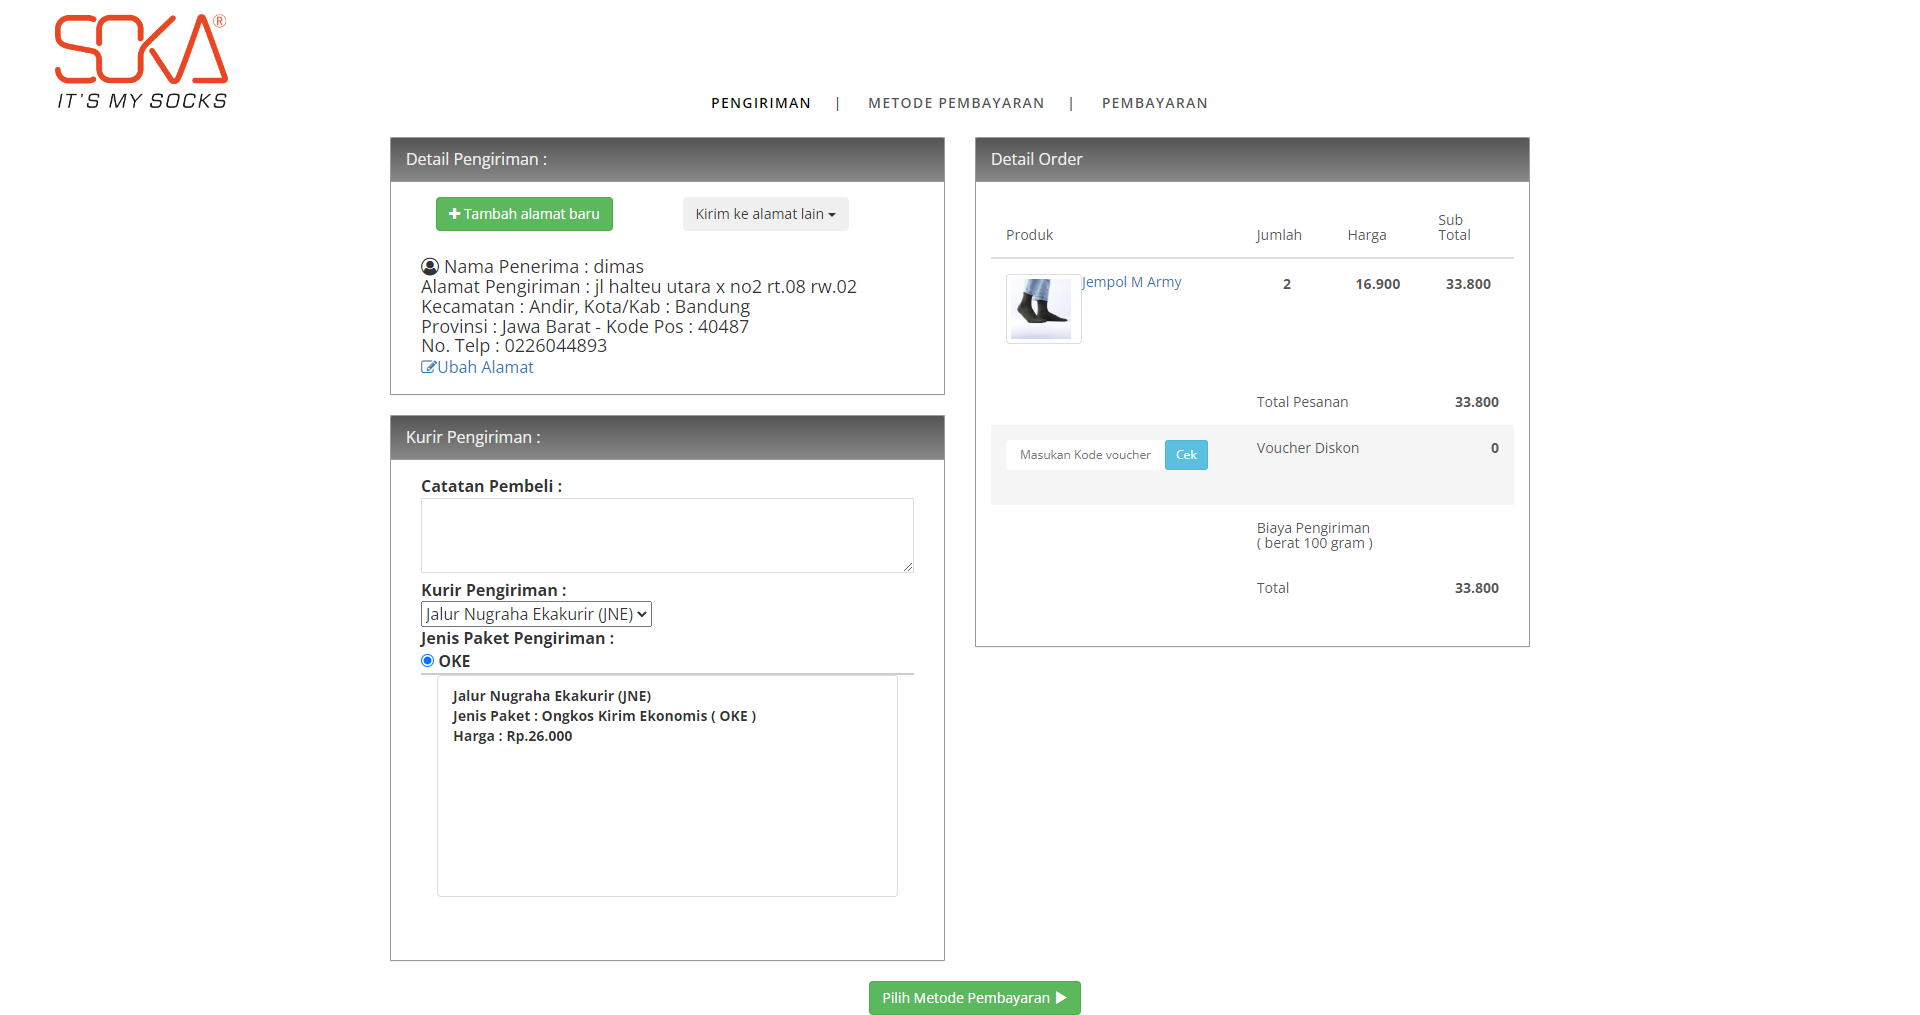 SOKA®
IT'S MY SOCKS
PENGIRIMAN | METODE PEMBAYARAN | PEMBAYARAN
Detail Pengiriman :
Tambah alamat baru
Kirim ke alamat lain
Nama Penerima : dimas
Alamat Pengiriman : jl halteu utara x no2 rt.08 rw.02
Kecamatan : Andir, Kota/Kab : Bandung
Provinsi : Jawa Barat - Kode Pos : 40487
No. Telp : 0226044893
Ubah Alamat
Kurir Pengiriman :
Catatan Pembeli :
Kurir Pengiriman :
Jalur Nugraha Ekakurir (JNE)
Jenis Paket Pengiriman :
OKE
Jalur Nugraha Ekakurir (JNE)
Jenis Paket : Ongkos Kirim Ekonomis ( OKE )
Harga : Rp.26.000
Detail Order
Produk Jumlah Harga Sub Total
Jempol M Army 2 16.900 33.800
Total Pesanan 33.800
Masukan Kode voucher Cek Voucher Diskon 0
Biaya Pengiriman
( berat 100 gram )
Total 33.800
Pilih Metode Pembayaran